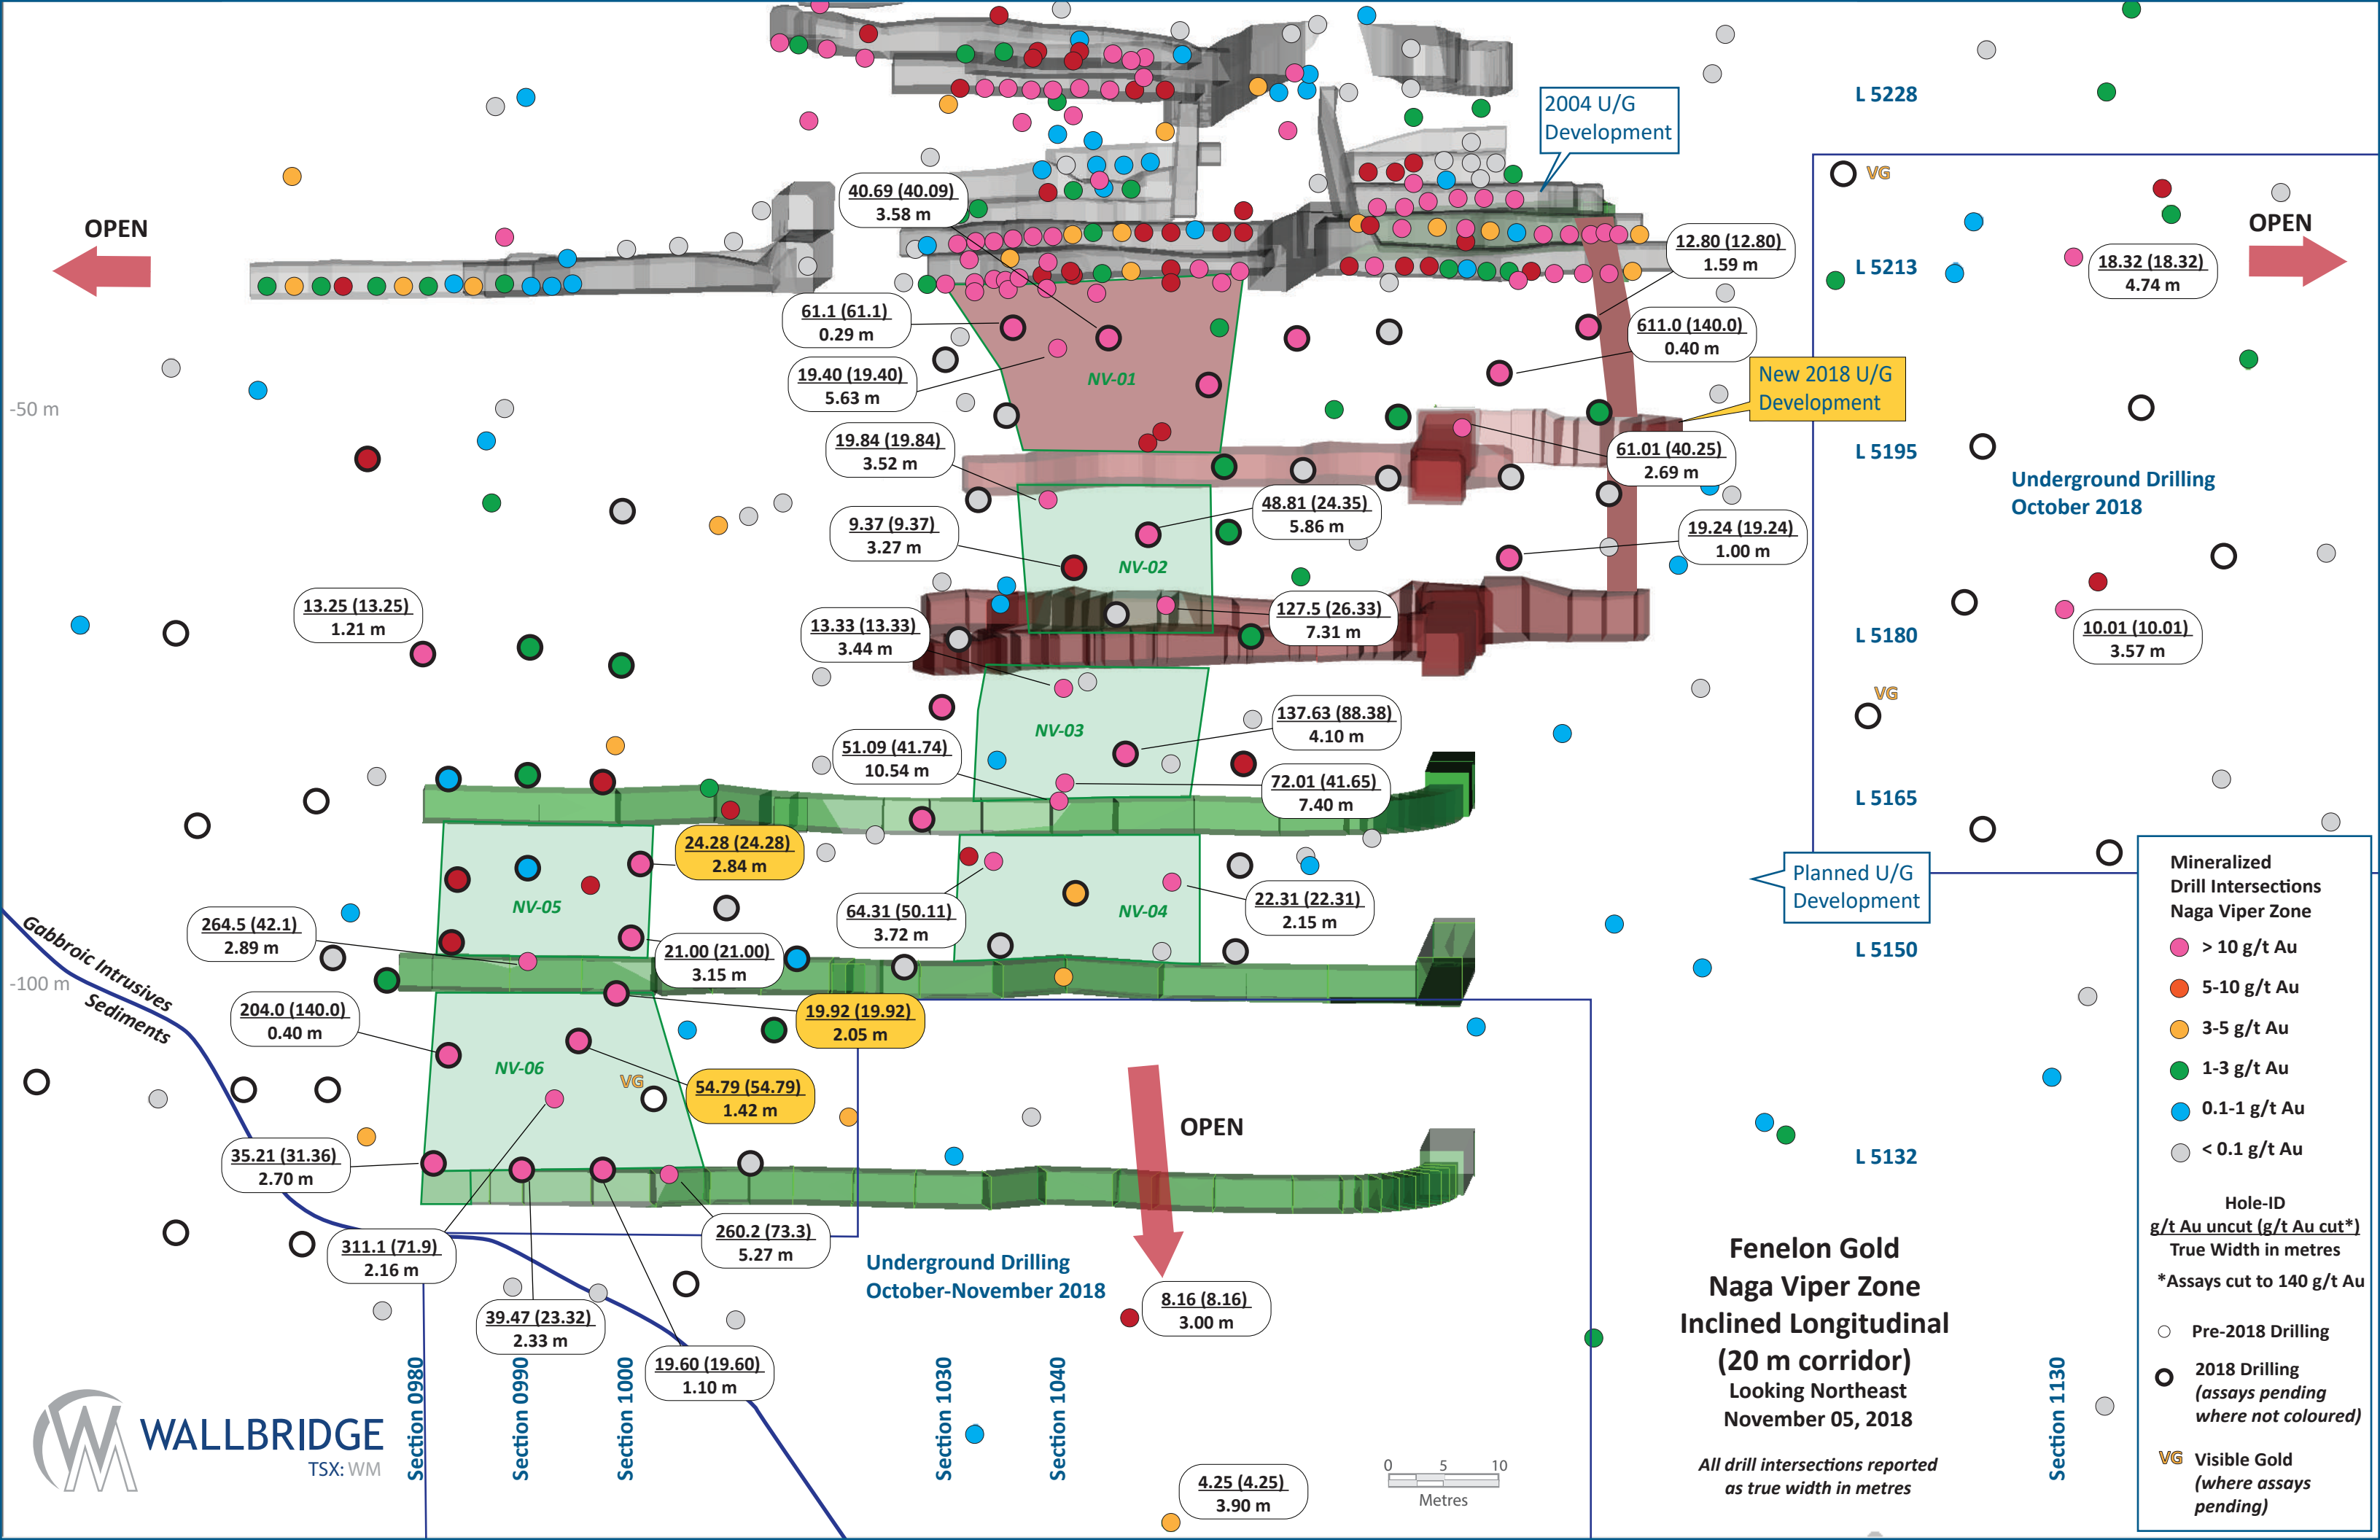 L 5228
2004 U/G
Development
VG
40.69 (40.09)
3.58 m
OPEN
OPEN
12.80 (12.80)
1.59 m
L 5213
18.32 (18.32)
4.74 m
61.1 (61.1)
0.29 m
611.0 (140.0)
0.40 m
19.40 (19.40)
5.63 m
NV-01
New 2018 U/G
Development
-50 m
19.84 (19.84)
3.52 m
61.01 (40.25)
2.69 m
L 5195
Underground Drilling
October 2018
48.81 (24.35)
5.86 m
9.37 (9.37)
3.27 m
19.24 (19.24)
1.00 m
NV-02
13.25 (13.25)
1.21 m
127.5 (26.33)
7.31 m
13.33 (13.33)
3.44 m
L 5180
10.01 (10.01)
3.57 m
VG
137.63 (88.38)
4.10 m
NV-03
51.09 (41.74)
10.54 m
72.01 (41.65)
7.40 m
L 5165
24.28 (24.28)
2.84 m
Planned U/G
Development
NV-05
64.31 (50.11)
3.72 m
NV-04
22.31 (22.31)
2.15 m
264.5 (42.1)
2.89 m
21.00 (21.00)
3.15 m
L 5150
Gabbroic Intrusives
Sediments
-100 m
204.0 (140.0)
0.40 m
19.92 (19.92)
2.05 m
NV-06
VG
54.79 (54.79)
1.42 m
OPEN
35.21 (31.36)
2.70 m
L 5132
311.1 (71.9)
2.16 m
260.2 (73.3)
5.27 m
Underground Drilling
October-November 2018
39.47 (23.32)
2.33 m
8.16 (8.16)
3.00 m
19.60 (19.60)
1.10 m
4.25 (4.25)
3.90 m
Section 0980
Section 0990
Section 1000
Section 1030
Section 1040
Section 1130
WALLBRIDGE
TSX: WM
0 5 10
Metres
Fenelon Gold
Naga Viper Zone
Inclined Longitudinal
(20 m corridor)
Looking Northeast
November 05, 2018
All drill intersections reported
as true width in metres
Mineralized
Drill Intersections
Naga Viper Zone
> 10 g/t Au
5-10 g/t Au
3-5 g/t Au
1-3 g/t Au
0.1-1 g/t Au
< 0.1 g/t Au
Hole-ID
g/t Au uncut (g/t Au cut*)
True Width in metres
*Assays cut to 140 g/t Au
Pre-2018 Drilling
2018 Drilling
(assays pending
where not coloured)
VG Visible Gold
(where assays
pending)